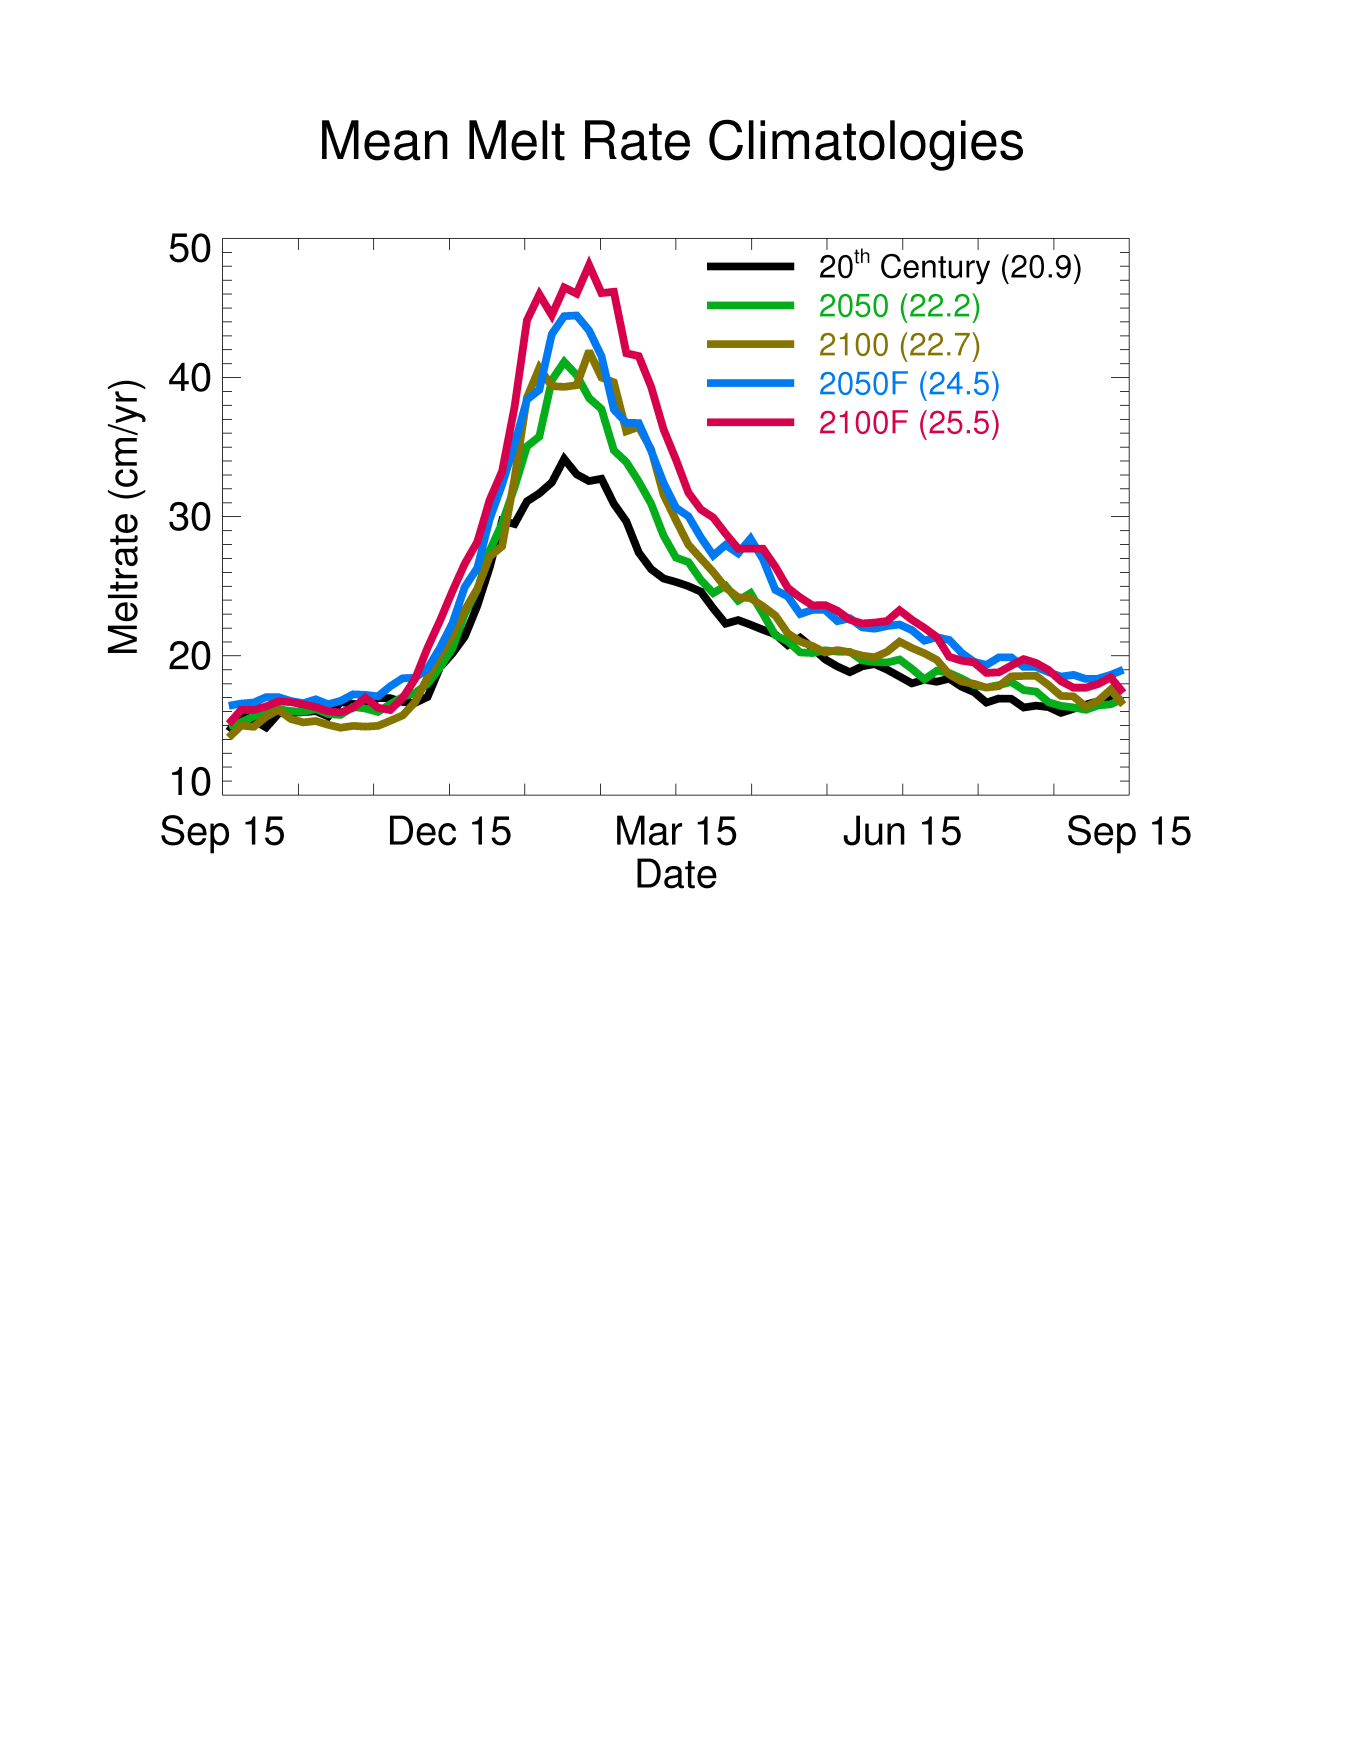 Mean Melt Rate Climatologies
50
40
30
20
10
Meltrate (cm/yr)
20th Century (20.9)
2050 (22.2)
2100 (22.7)
2050F (24.5)
2100F (25.5)
Sep 15 Dec 15 Mar 15 Jun 15 Sep 15
Date